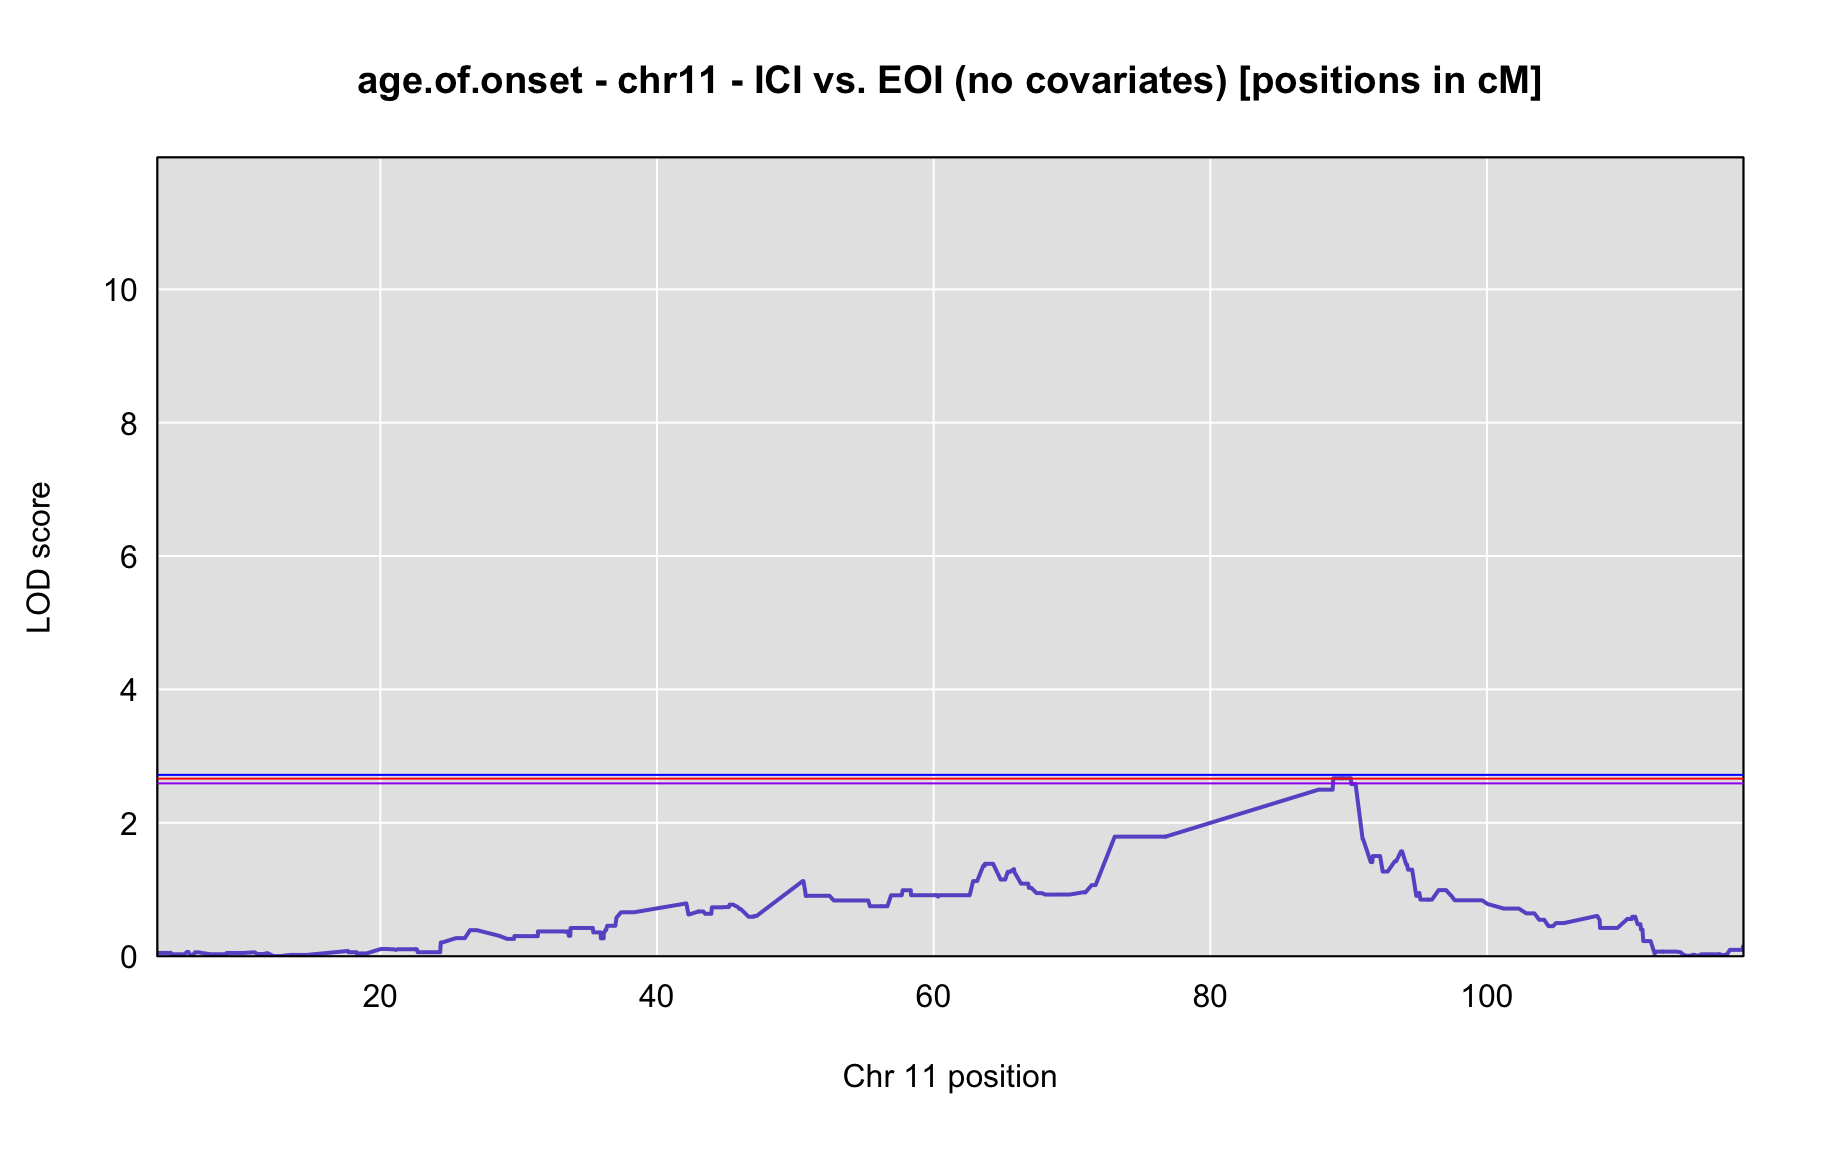 age.of.onset - chr11 - ICI vs. EOI (no covariates) [positions in cM]
LOD score
10
8
6
4
2
0
20 40 60 80 100
Chr 11 position